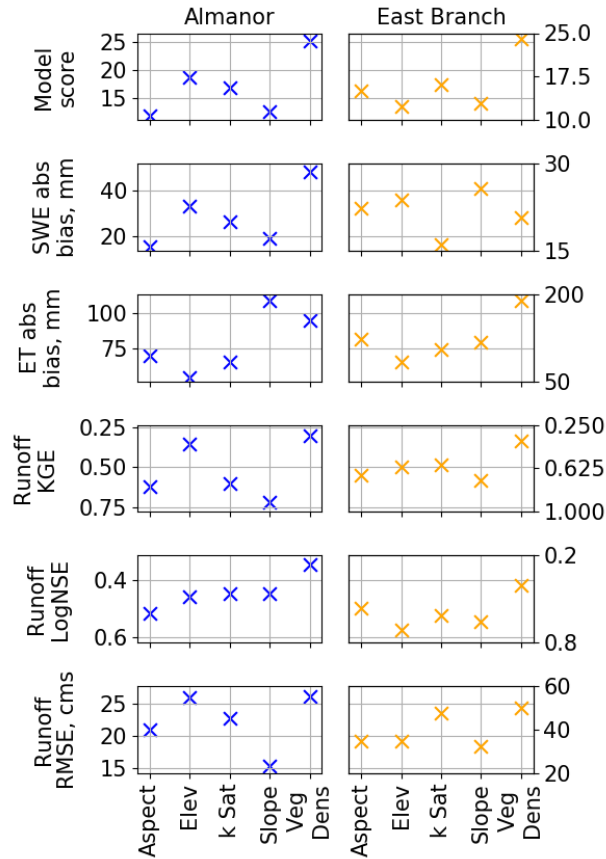 Almanor
East Branch
Model
score
25
20
15
25.0
17.5
10.0
SWE abs
bias, mm
40
20
30
15
ET abs
bias, mm
100
75
200
50
Runoff
KGE
0.25
0.50
0.75
0.250
0.625
1.000
Runoff
LogNSE
0.4
0.6
0.2
0.8
Runoff
RMSE, cms
25
20
15
60
40
20
Aspect
Elev
k Sat
Slope
Veg
Dens
Aspect
Elev
k Sat
Slope
Veg
Dens